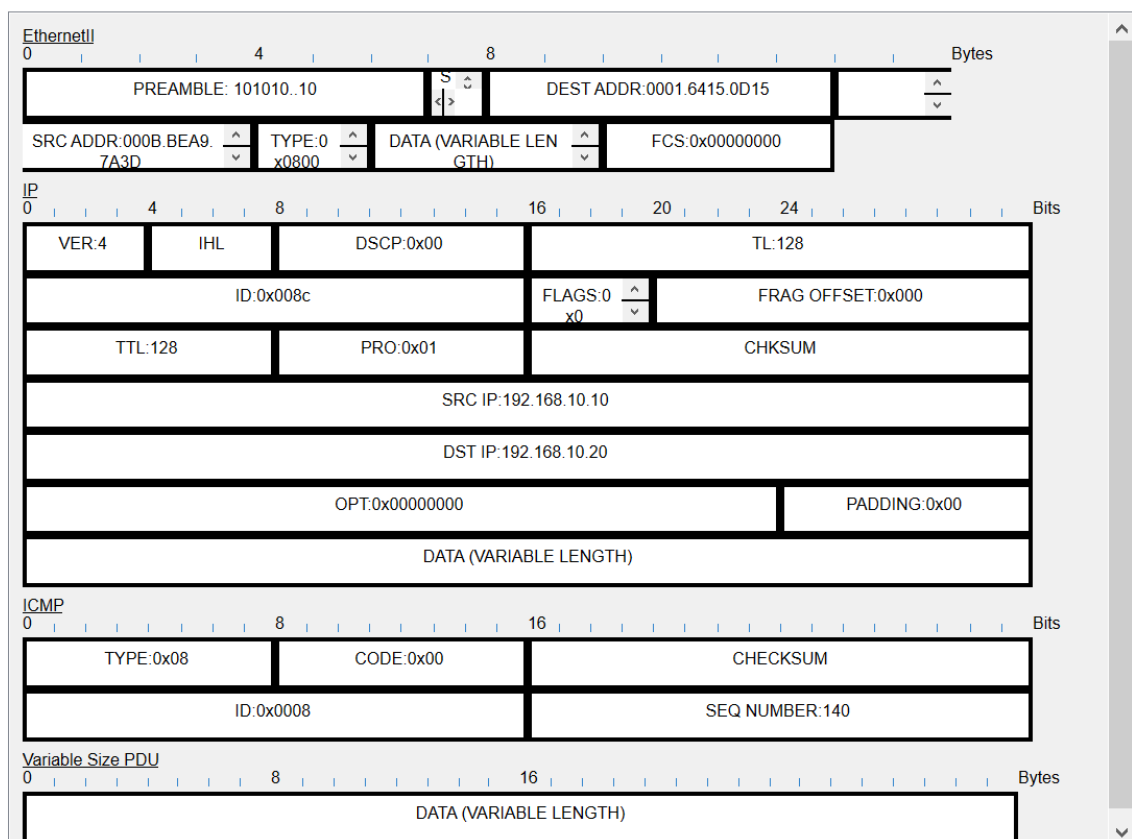 EthernetII
0 4 8 Bytes
PREAMBLE: 101010..10 S DEST ADDR:0001.6415.0D15
SRC ADDR:000B.BEA9. TYPE:0 DATA (VARIABLE LEN FCS:0x00000000
7A3D x0800 GTH)
IP
0 4 8 16 20 24 Bits
VER:4 IHL DSCP:0x00 TL:128
ID:0x008c FLAGS:0 FRAG OFFSET:0x000
x0
TTL:128 PRO:0x01 CHKSUM
SRC IP:192.168.10.10
DST IP:192.168.10.20
OPT:0x00000000 PADDING:0x00
DATA (VARIABLE LENGTH)
ICMP
0 8 16 Bits
TYPE:0x08 CODE:0x00 CHECKSUM
ID:0x0008 SEQ NUMBER:140
Variable Size PDU
0 8 16 Bytes
DATA (VARIABLE LENGTH)